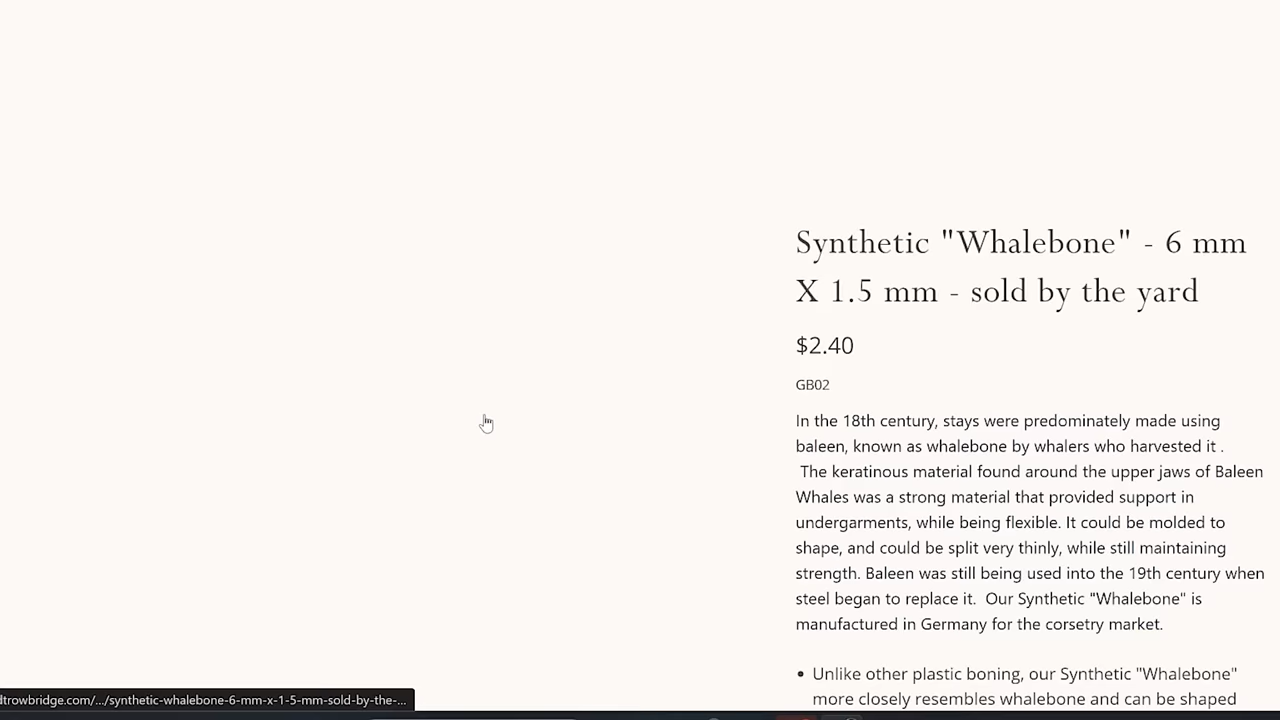 Synthetic "Whalebone" - 6 mm
X 1.5 mm - sold by the yard
$2.40
GB02
In the 18th century, stays were predominately made using
baleen, known as whalebone by whalers who harvested it .
The keratinous material found around the upper jaws of Baleen
Whales was a strong material that provided support in
undergarments, while being flexible. It could be molded to
shape, and could be split very thinly, while still maintaining
strength. Baleen was still being used into the 19th century when
steel began to replace it.  Our Synthetic "Whalebone" is
manufactured in Germany for the corsetry market.
• Unlike other plastic boning, our Synthetic "Whalebone"
more closely resembles whalebone and can be shaped
dtrowbridge.com/.../synthetic-whalebone-6-mm-x-1-5-mm-sold-by-the-...